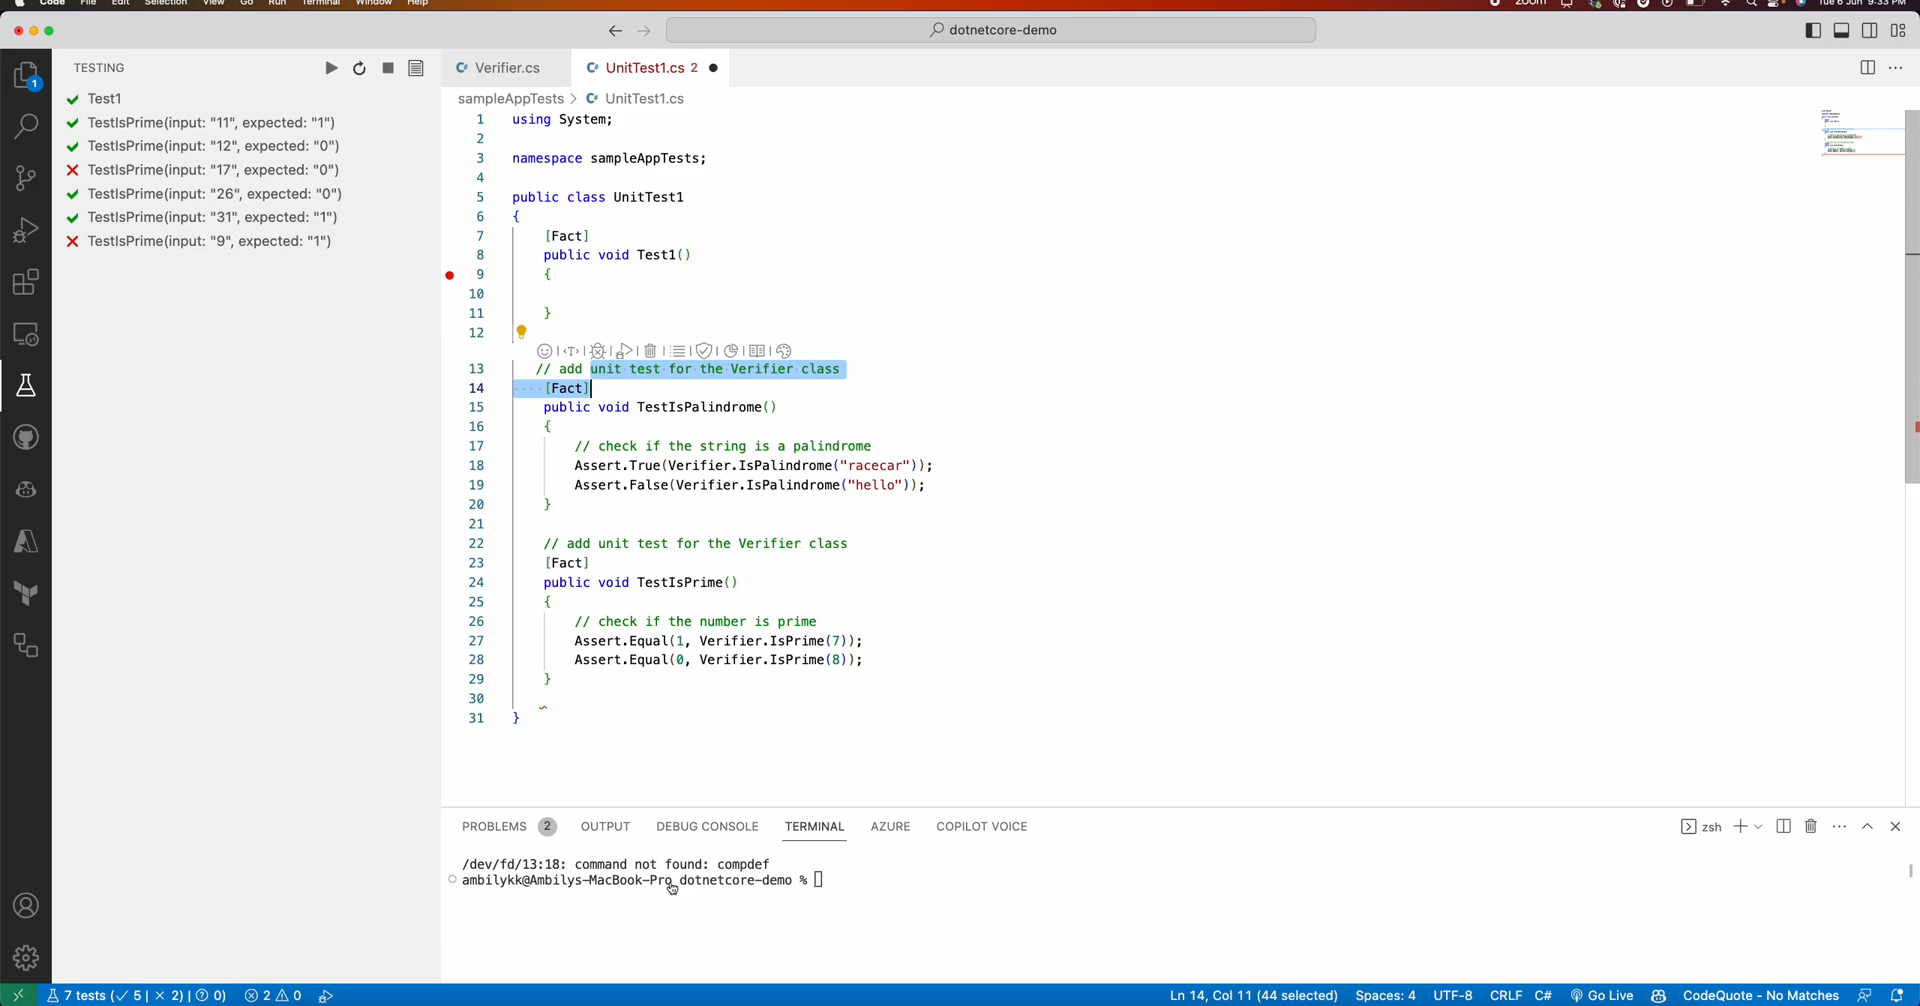 Code File Edit Selection View Go Run Terminal Window Help
zoom Tue 6 Jun 9:33 PM
dotnetcore-demo
1
TESTING
Test1
TestIsPrime(input: "11", expected: "1")
TestIsPrime(input: "12", expected: "0")
TestIsPrime(input: "17", expected: "0")
TestIsPrime(input: "26", expected: "0")
TestIsPrime(input: "31", expected: "1")
TestIsPrime(input: "9", expected: "1")
C# Verifier.cs
C# UnitTest1.cs 2
sampleAppTests > C# UnitTest1.cs
1 using System;
2
3 namespace sampleAppTests;
4
5 public class UnitTest1
6 {
7 [Fact]
8 public void Test1()
9 {
10
11 }
12
13 // add unit test for the Verifier class
14 [Fact]
15 public void TestIsPalindrome()
16 {
17 // check if the string is a palindrome
18 Assert.True(Verifier.IsPalindrome("racecar"));
19 Assert.False(Verifier.IsPalindrome("hello"));
20 }
21
22 // add unit test for the Verifier class
23 [Fact]
24 public void TestIsPrime()
25 {
26 // check if the number is prime
27 Assert.Equal(1, Verifier.IsPrime(7));
28 Assert.Equal(0, Verifier.IsPrime(8));
29 }
30
31 }
PROBLEMS 2 OUTPUT DEBUG CONSOLE TERMINAL AZURE COPILOT VOICE
zsh
/dev/fd/13:18: command not found: compdef
ambilykk@Ambilys-MacBook-Pro dotnetcore-demo %
7 tests (✓ 5 | × 2) | ? 0) 2 0
Ln 14, Col 11 (44 selected) Spaces: 4 UTF-8 CRLF C# Go Live CodeQuote - No Matches